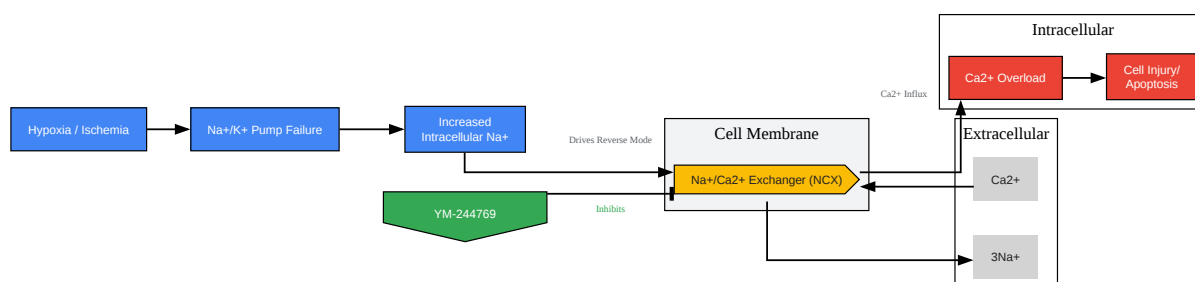 Intracellular
Ca2+ Overload
Cell Injury/
Apoptosis
Ca2+ Influx
Hypoxia / Ischemia
Na+/K+ Pump Failure
Increased
Intracellular Na+
Drives Reverse Mode
Cell Membrane
Extracellular
Na+/Ca2+ Exchanger (NCX)
Ca2+
YM-244769
Inhibits
3Na+